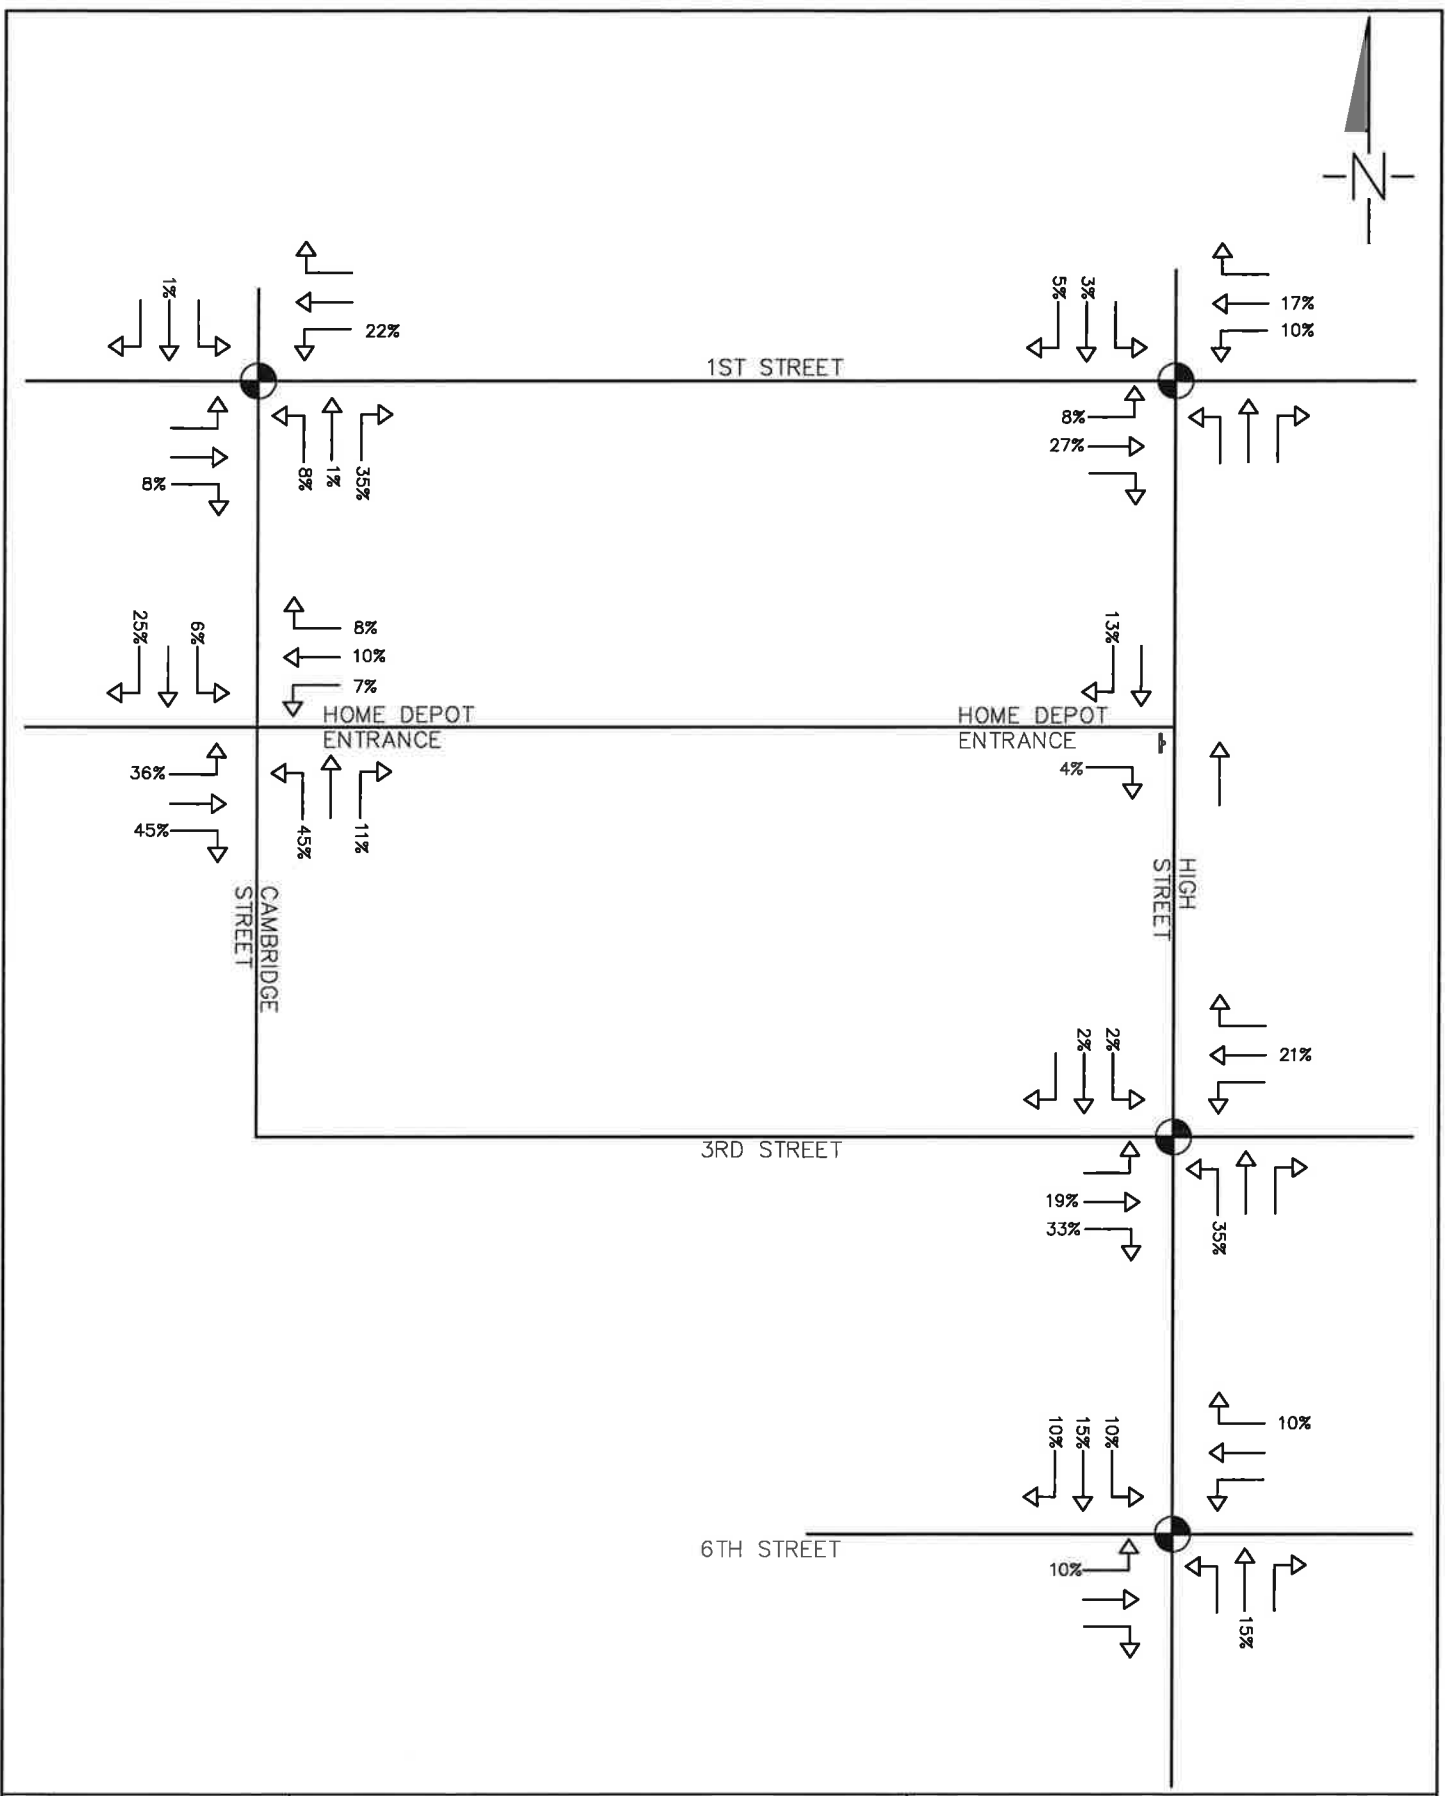 N
1%
22%
8%
8%
1%
35%
1ST STREET
5%
3%
17%
10%
8%
27%
25%
6%
8%
10%
7%
HOME DEPOT
ENTRANCE
36%
45%
45%
11%
13%
HOME DEPOT
ENTRANCE
4%
CAMBRIDGE
STREET
HIGH
STREET
2%
2%
21%
3RD STREET
19%
33%
35%
10%
15%
10%
10%
6TH STREET
10%
15%